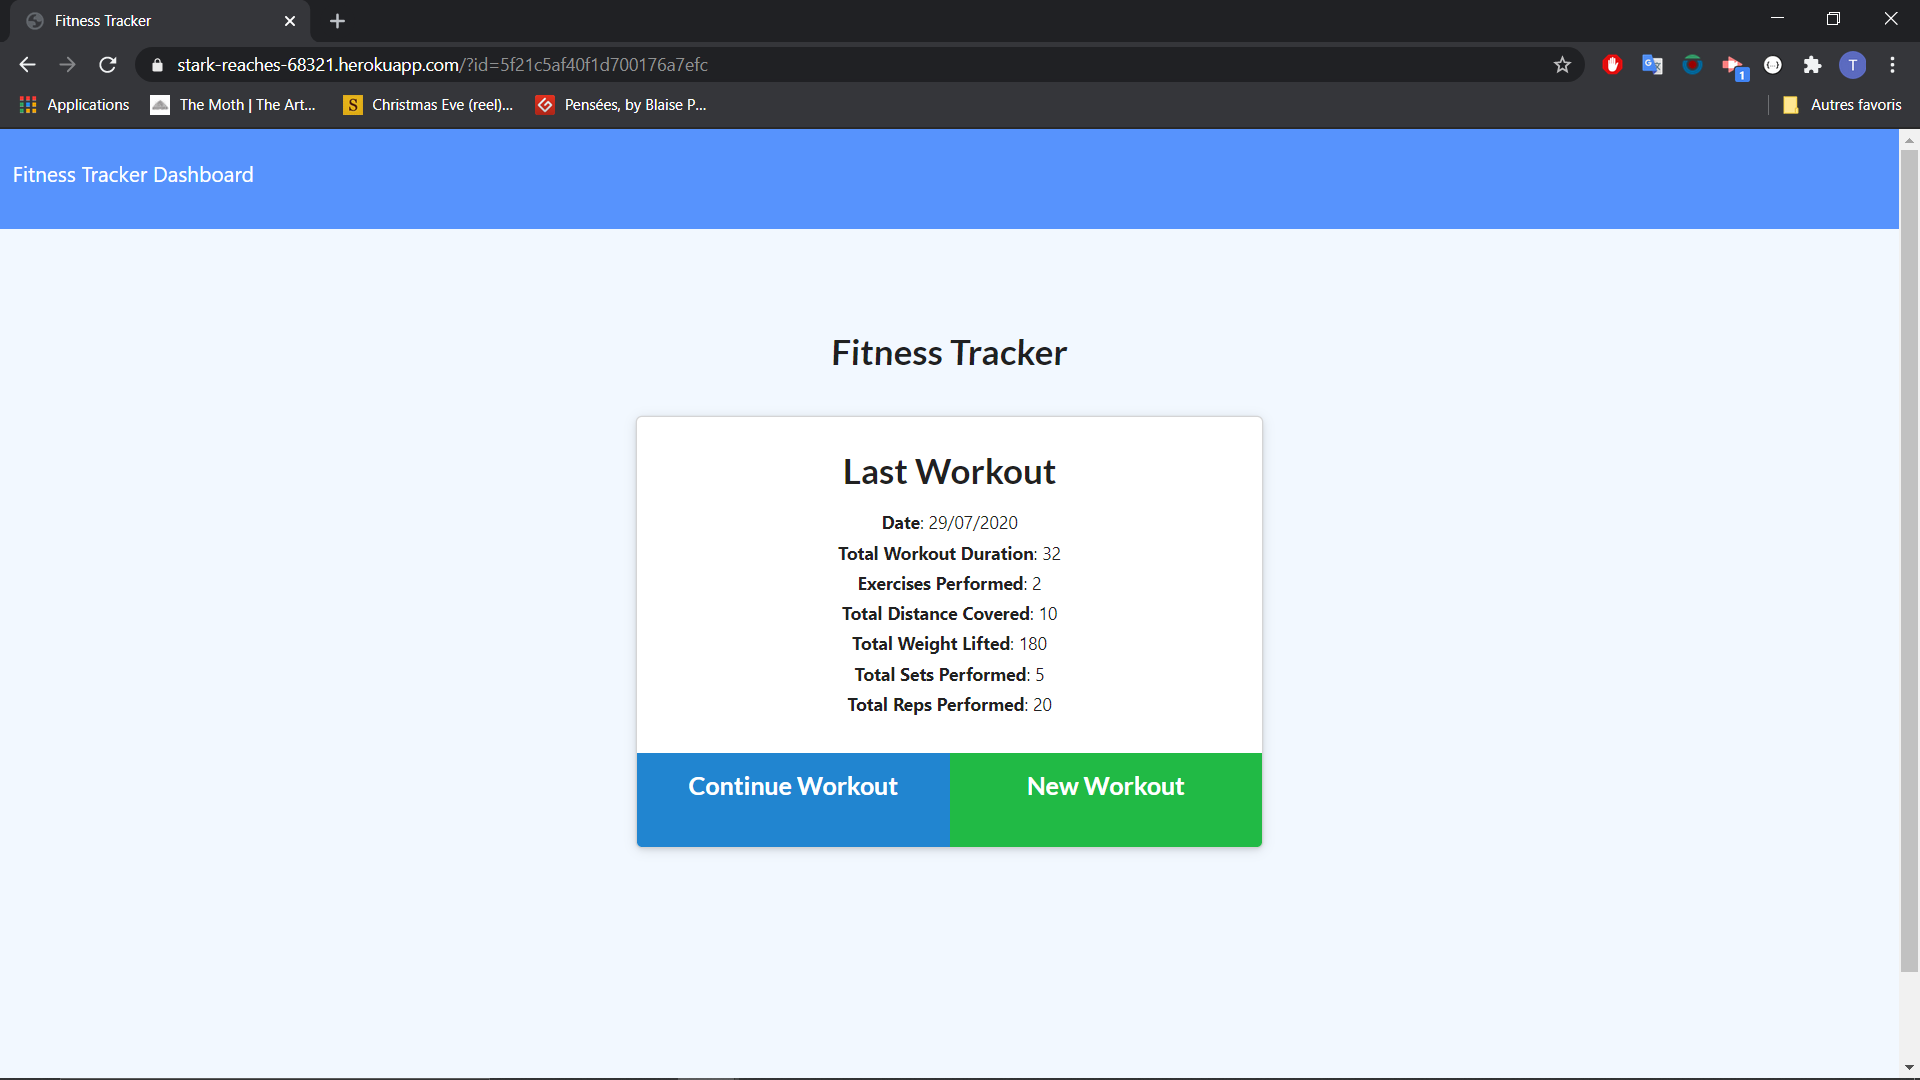 Fitness Tracker
stark-reaches-68321.herokuapp.com/?id=5f21c5af40f1d700176a7efc
1
T
Applications
The Moth | The Art...
S
Christmas Eve (reel)...
Pensées, by Blaise P...
Autres favoris
Fitness Tracker Dashboard
Fitness Tracker
Last Workout
Date: 29/07/2020
Total Workout Duration: 32
Exercises Performed: 2
Total Distance Covered: 10
Total Weight Lifted: 180
Total Sets Performed: 5
Total Reps Performed: 20
Continue Workout
New Workout